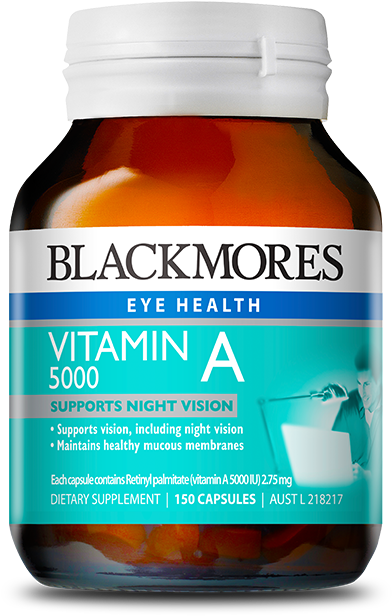 BLACKMORES
EYE HEALTH
VITAMIN A
5000
SUPPORTS NIGHT VISION
• Supports vision, including night vision
• Maintains healthy mucous membranes
Each capsule contains Retinyl palmitate (vitamin A 5000 IU) 2.75 mg
DIETARY SUPPLEMENT | 150 CAPSULES | AUST L 218217